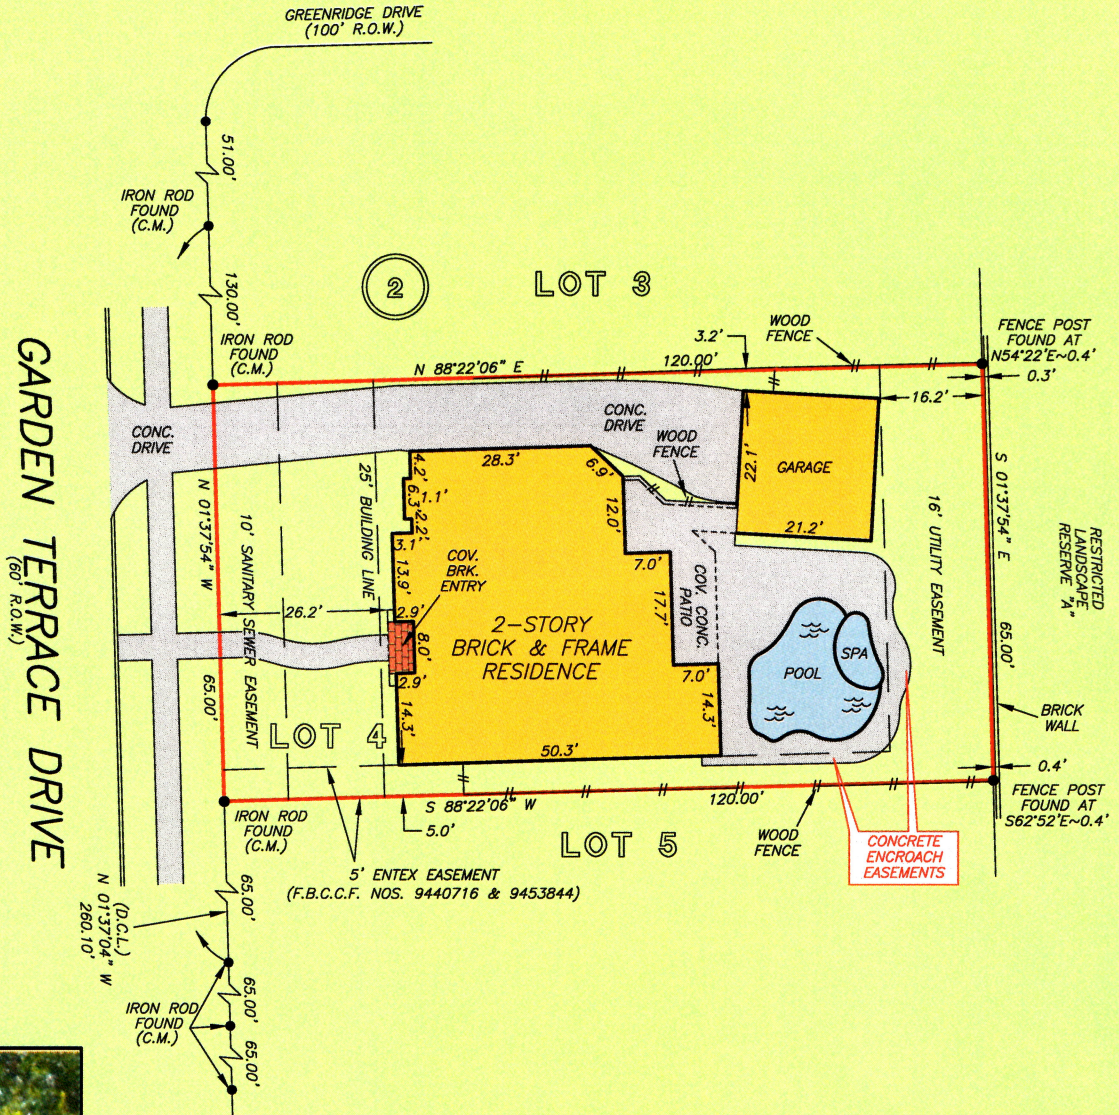 GREENRIDGE DRIVE
(100' R.O.W.)
51.00'
IRON ROD
FOUND
(C.M.)
130.00'
2
LOT 3
IRON ROD
FOUND
(C.M.)
N 88°22'06" E
120.00'
3.2'
WOOD
FENCE
FENCE POST
FOUND AT
N54°22'E~0.4'
0.3'
16.2'
GARDEN TERRACE DRIVE
(60' R.O.W.)
CONC.
DRIVE
CONC.
DRIVE
WOOD
FENCE
22.1'
GARAGE
21.2'
28.3'
6.9'
4.2'
1.1'
6.3'
2.2'
3.1'
13.9'
2.9'
8.0'
2.9'
14.3'
12.0'
7.0'
17.7'
7.0'
14.3'
50.3'
N 01°37'54" W
65.00'
10' SANITARY SEWER EASEMENT
25' BUILDING LINE
26.2'
COV.
BRK.
ENTRY
2-STORY
BRICK & FRAME
RESIDENCE
COV. CONC.
PATIO
POOL
SPA
16' UTILITY EASEMENT
S 01°37'54" E
65.00'
RESTRICTED
LANDSCAPE
RESERVE "A"
BRICK
WALL
LOT 4
0.4'
FENCE POST
FOUND AT
S62°52'E~0.4'
S 88°22'06" W
120.00'
IRON ROD
FOUND
(C.M.)
5.0'
LOT 5
WOOD
FENCE
CONCRETE
ENCROACH
EASEMENTS
5' ENTEX EASEMENT
(F.B.C.C.F. NOS. 9440716 & 9453844)
65.00'
(D.C.L.)
N 01°37'04" W
260.10'
65.00'
IRON ROD
FOUND
(C.M.)
65.00'